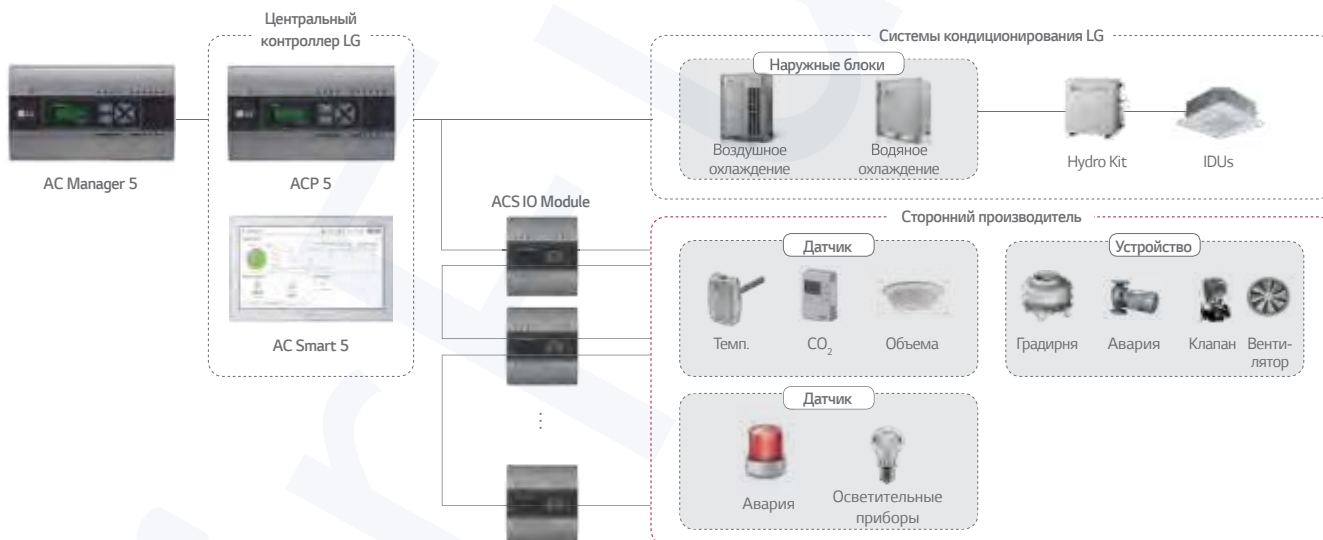 Центральный
контроллер LG
AC Manager 5
ACP 5
AC Smart 5
ACS IO Module
Системы кондиционирования LG
Наружные блоки
Воздушное
охлаждение
Водяное
охлаждение
Hydro Kit
IDUs
Сторонний производитель
Датчик
Темп.
CO₂
Объема
Устройство
Градирня
Авария
Клапан
Венти-
лятор
Датчик
Авария
Осветительные
приборы